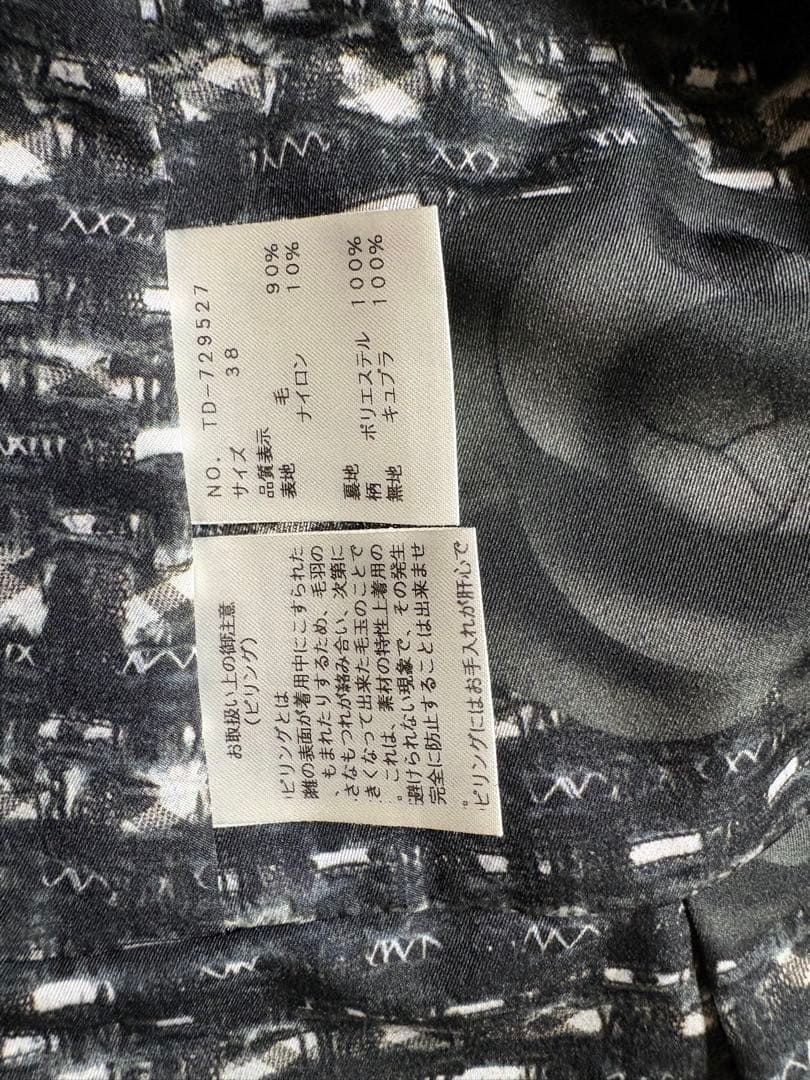 NO. TD-729527
サイズ 38
品質表示
表地 毛 90%
ナイロン 10%
裏地
柄 ポリエステル 100%
無地 キュプラ 100%
お取扱い上の御注意
(ピリング)
ピリングとは
維の表面が着用中にこすられた
、もまれたりするため、毛羽の
さなもつれが絡み合い、次第に
きくなって出来た毛玉のことで
。これは、素材の特性上着用の
避けられない現象で、その発生
完全に防止することは出来ませ
。
ピリングにはお手入れが肝心で